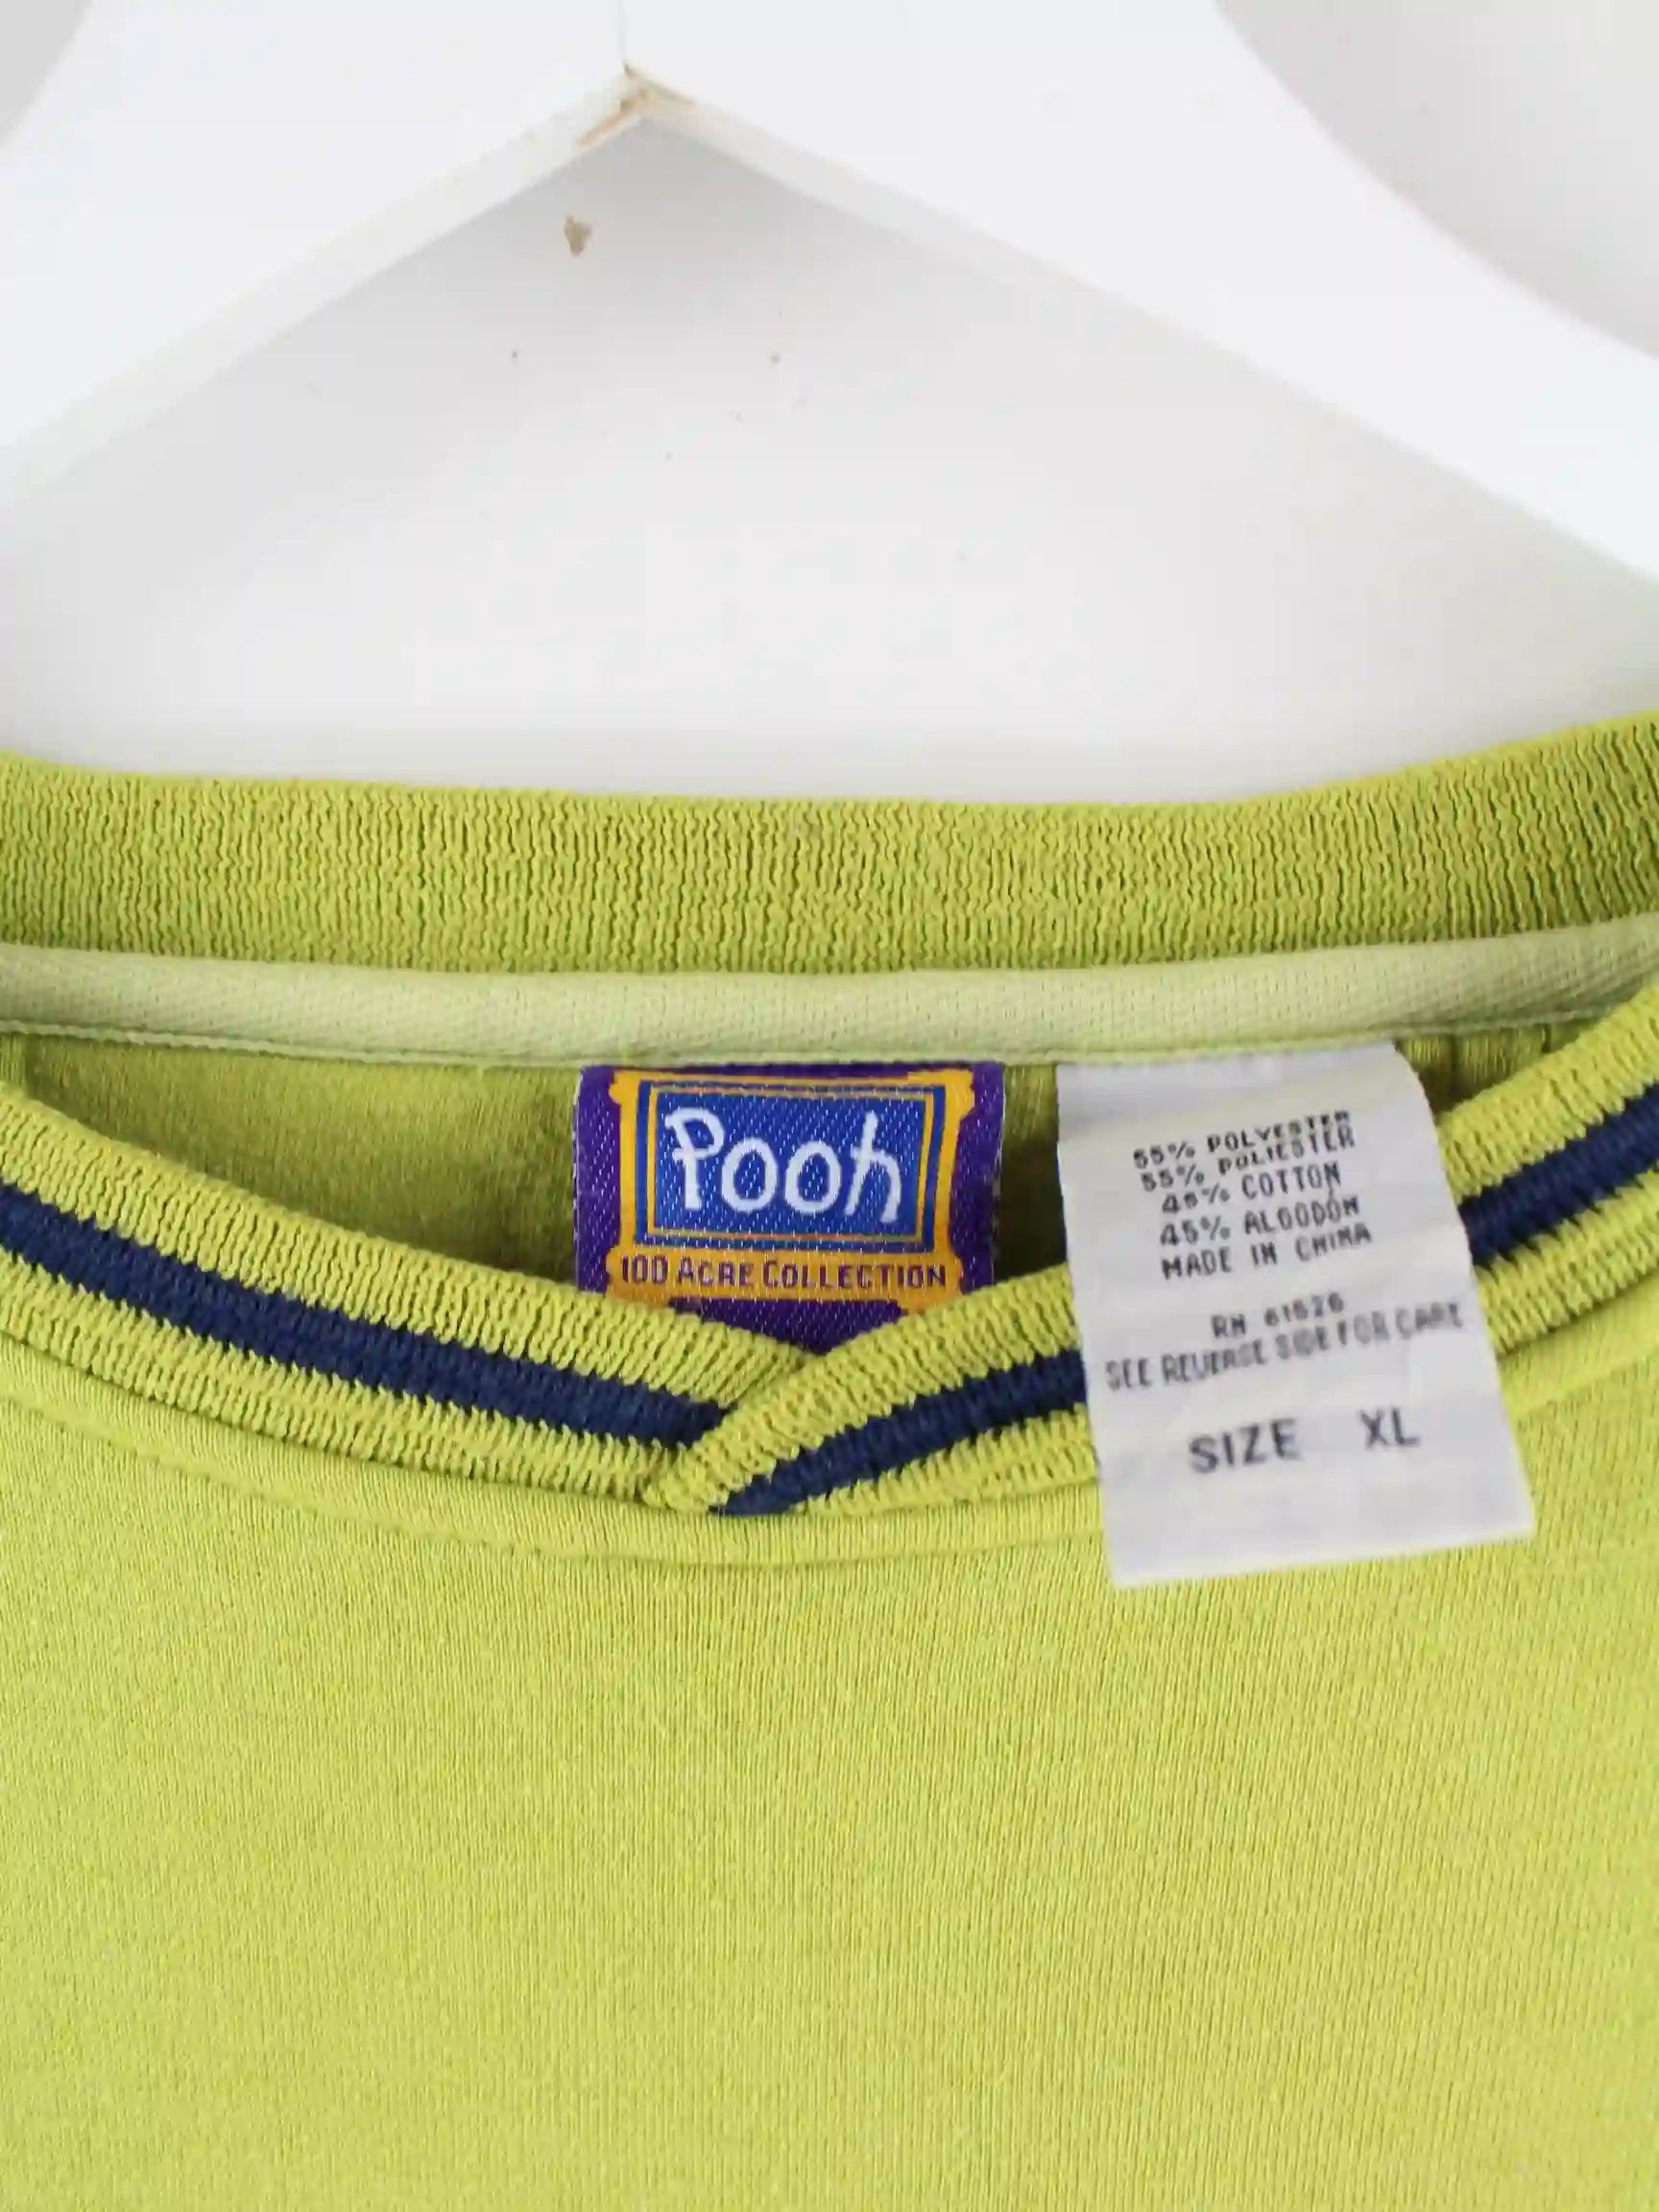 Pooh
100 ACRE COLLECTION
55% POLYESTER
55% POLIESTER
45% COTTON
45% ALGODÓN
MADE IN CHINA
RN 61626
SEE REVERSE SIDE FOR CARE
SIZE XL